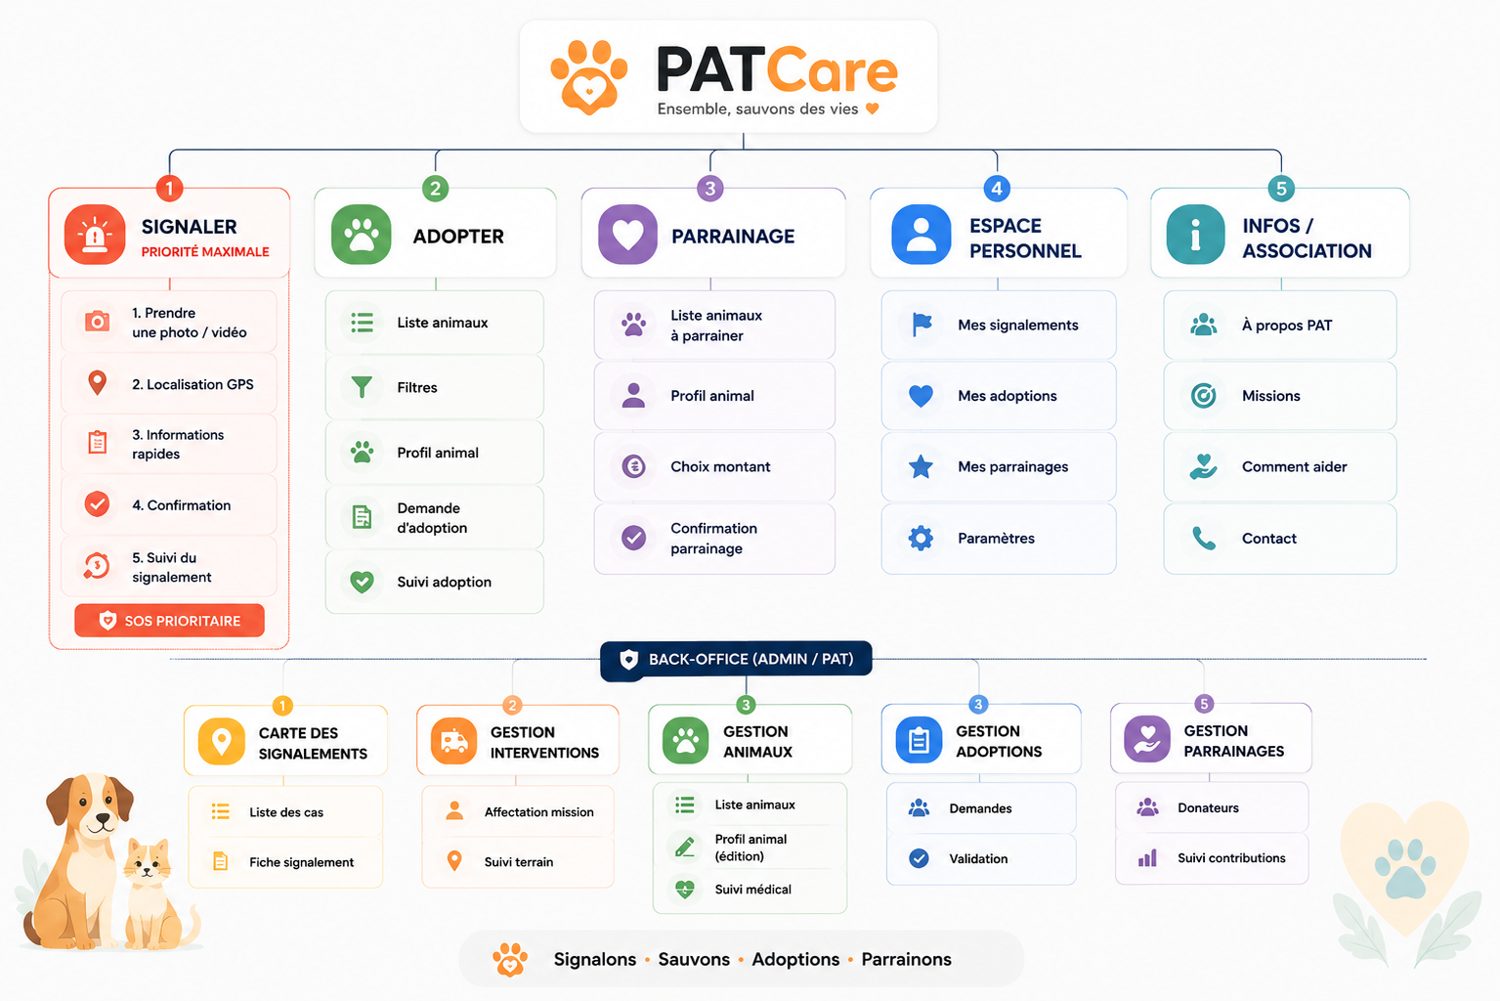 PATCare
Ensemble, sauvons des vies
1
SIGNALER
PRIORITÉ MAXIMALE
1. Prendre
une photo / vidéo
2. Localisation GPS
3. Informations
rapides
4. Confirmation
5. Suivi du
signalement
SOS PRIORITAIRE
2
ADOPTER
Liste animaux
Filtres
Profil animal
Demande
d'adoption
Suivi adoption
3
PARRAINAGE
Liste animaux
à parrainer
Profil animal
Choix montant
Confirmation
parrainage
4
ESPACE
PERSONNEL
Mes signalements
Mes adoptions
Mes parrainages
Paramètres
5
INFOS /
ASSOCIATION
À propos PAT
Missions
Comment aider
Contact
BACK-OFFICE (ADMIN / PAT)
1
CARTE DES
SIGNALEMENTS
Liste des cas
Fiche signalement
2
GESTION
INTERVENTIONS
Affectation mission
Suivi terrain
3
GESTION
ANIMAUX
Liste animaux
Profil animal
(édition)
Suivi médical
3
GESTION
ADOPTIONS
Demandes
Validation
5
GESTION
PARRAINAGES
Donateurs
Suivi contributions
Signalons • Sauvons • Adoptions • Parrainons